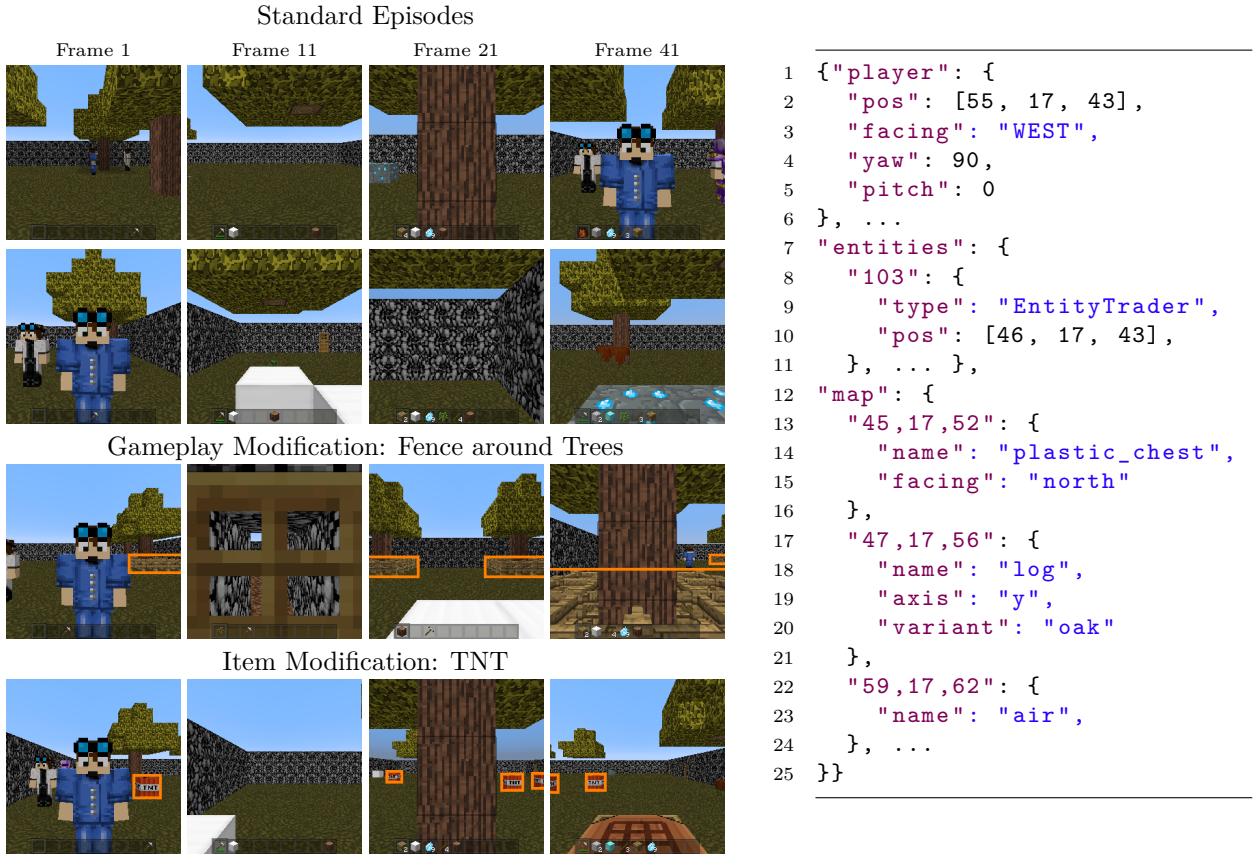 Standard Episodes
Frame 1 Frame 11 Frame 21 Frame 41
Gameplay Modification: Fence around Trees
Item Modification: TNT
TNT
TNT
TNT
1 {"player": {
2 "pos": [55, 17, 43],
3 "facing": "WEST",
4 "yaw": 90,
5 "pitch": 0
6 }, ...
7 "entities": {
8 "103": {
9 "type": "EntityTrader",
10 "pos": [46, 17, 43],
11 }, ... },
12 "map": {
13 "45,17,52": {
14 "name": "plastic_chest",
15 "facing": "north"
16 },
17 "47,17,56": {
18 "name": "log",
19 "axis": "y",
20 "variant": "oak"
21 },
22 "59,17,62": {
23 "name": "air",
24 }, ...
25 }}